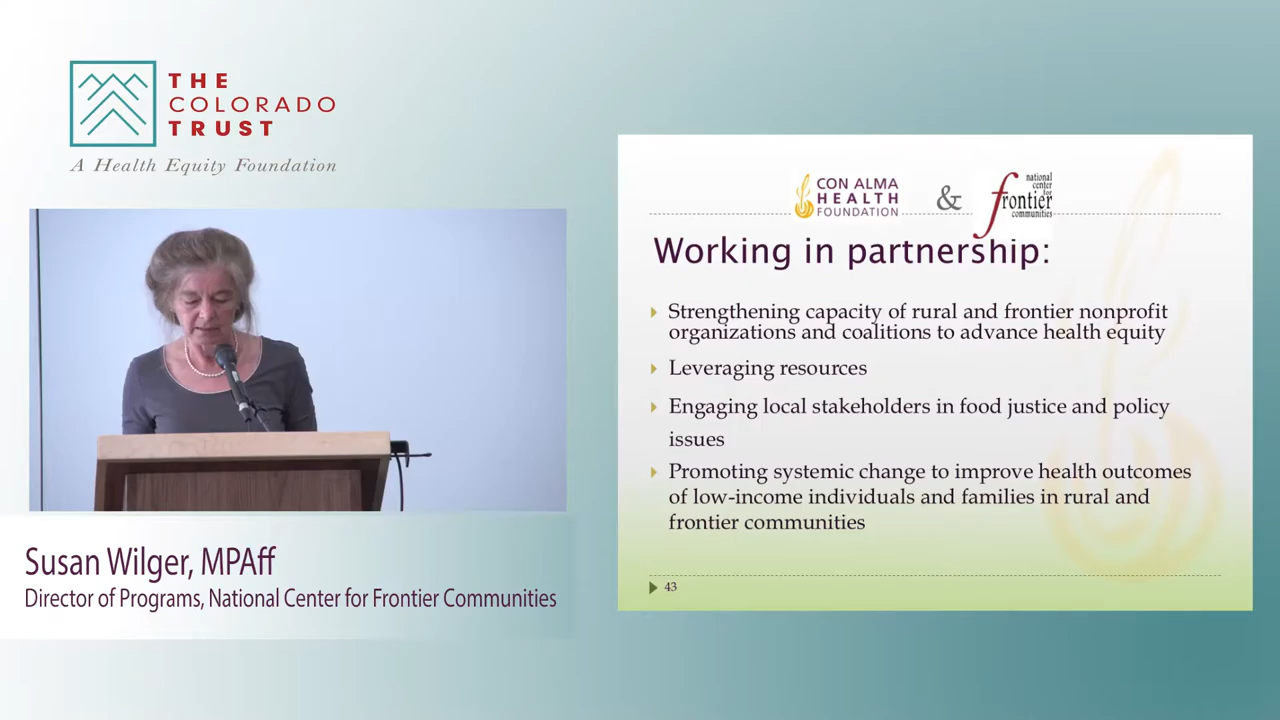 THE
COLORADO
TRUST
A Health Equity Foundation
Susan Wilger, MPAff
Director of Programs, National Center for Frontier Communities
CON ALMA
HEALTH
FOUNDATION
&
national
center
for
frontier
communities
Working in partnership:
Strengthening capacity of rural and frontier nonprofit
organizations and coalitions to advance health equity
Leveraging resources
Engaging local stakeholders in food justice and policy
issues
Promoting systemic change to improve health outcomes
of low-income individuals and families in rural and
frontier communities
43